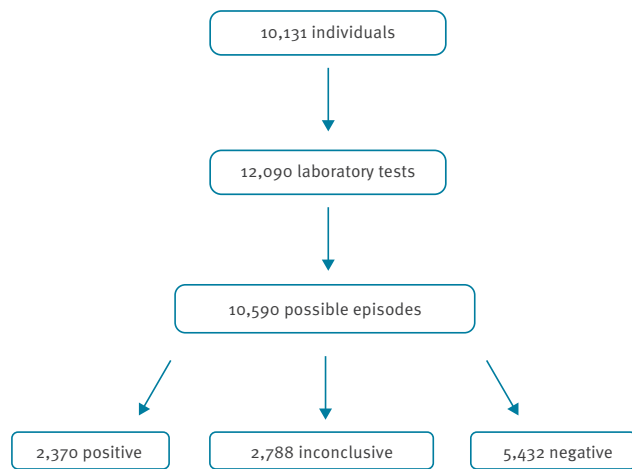 10,131 individuals
12,090 laboratory tests
10,590 possible episodes
2,370 positive
2,788 inconclusive
5,432 negative